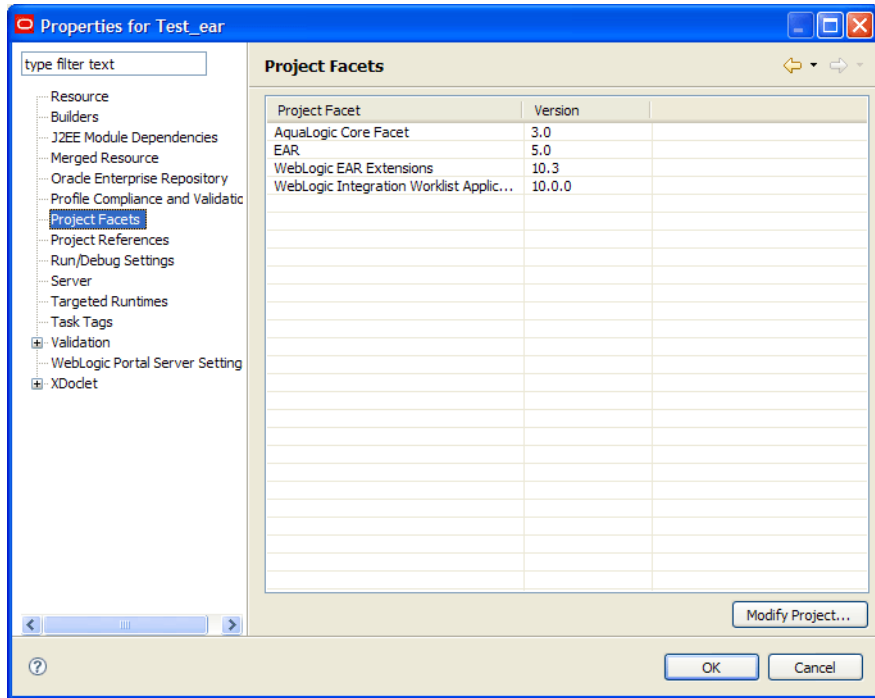 Properties for Test_ear
type filter text
Resource
Builders
J2EE Module Dependencies
Merged Resource
Oracle Enterprise Repository
Profile Compliance and Validatio
Project Facets
Project References
Run/Debug Settings
Server
Targeted Runtimes
Task Tags
Validation
WebLogic Portal Server Setting
XDoclet
Project Facets
Project Facet Version
AquaLogic Core Facet 3.0
EAR 5.0
WebLogic EAR Extensions 10.3
WebLogic Integration Worklist Applic... 10.0.0
Modify Project...
OK Cancel